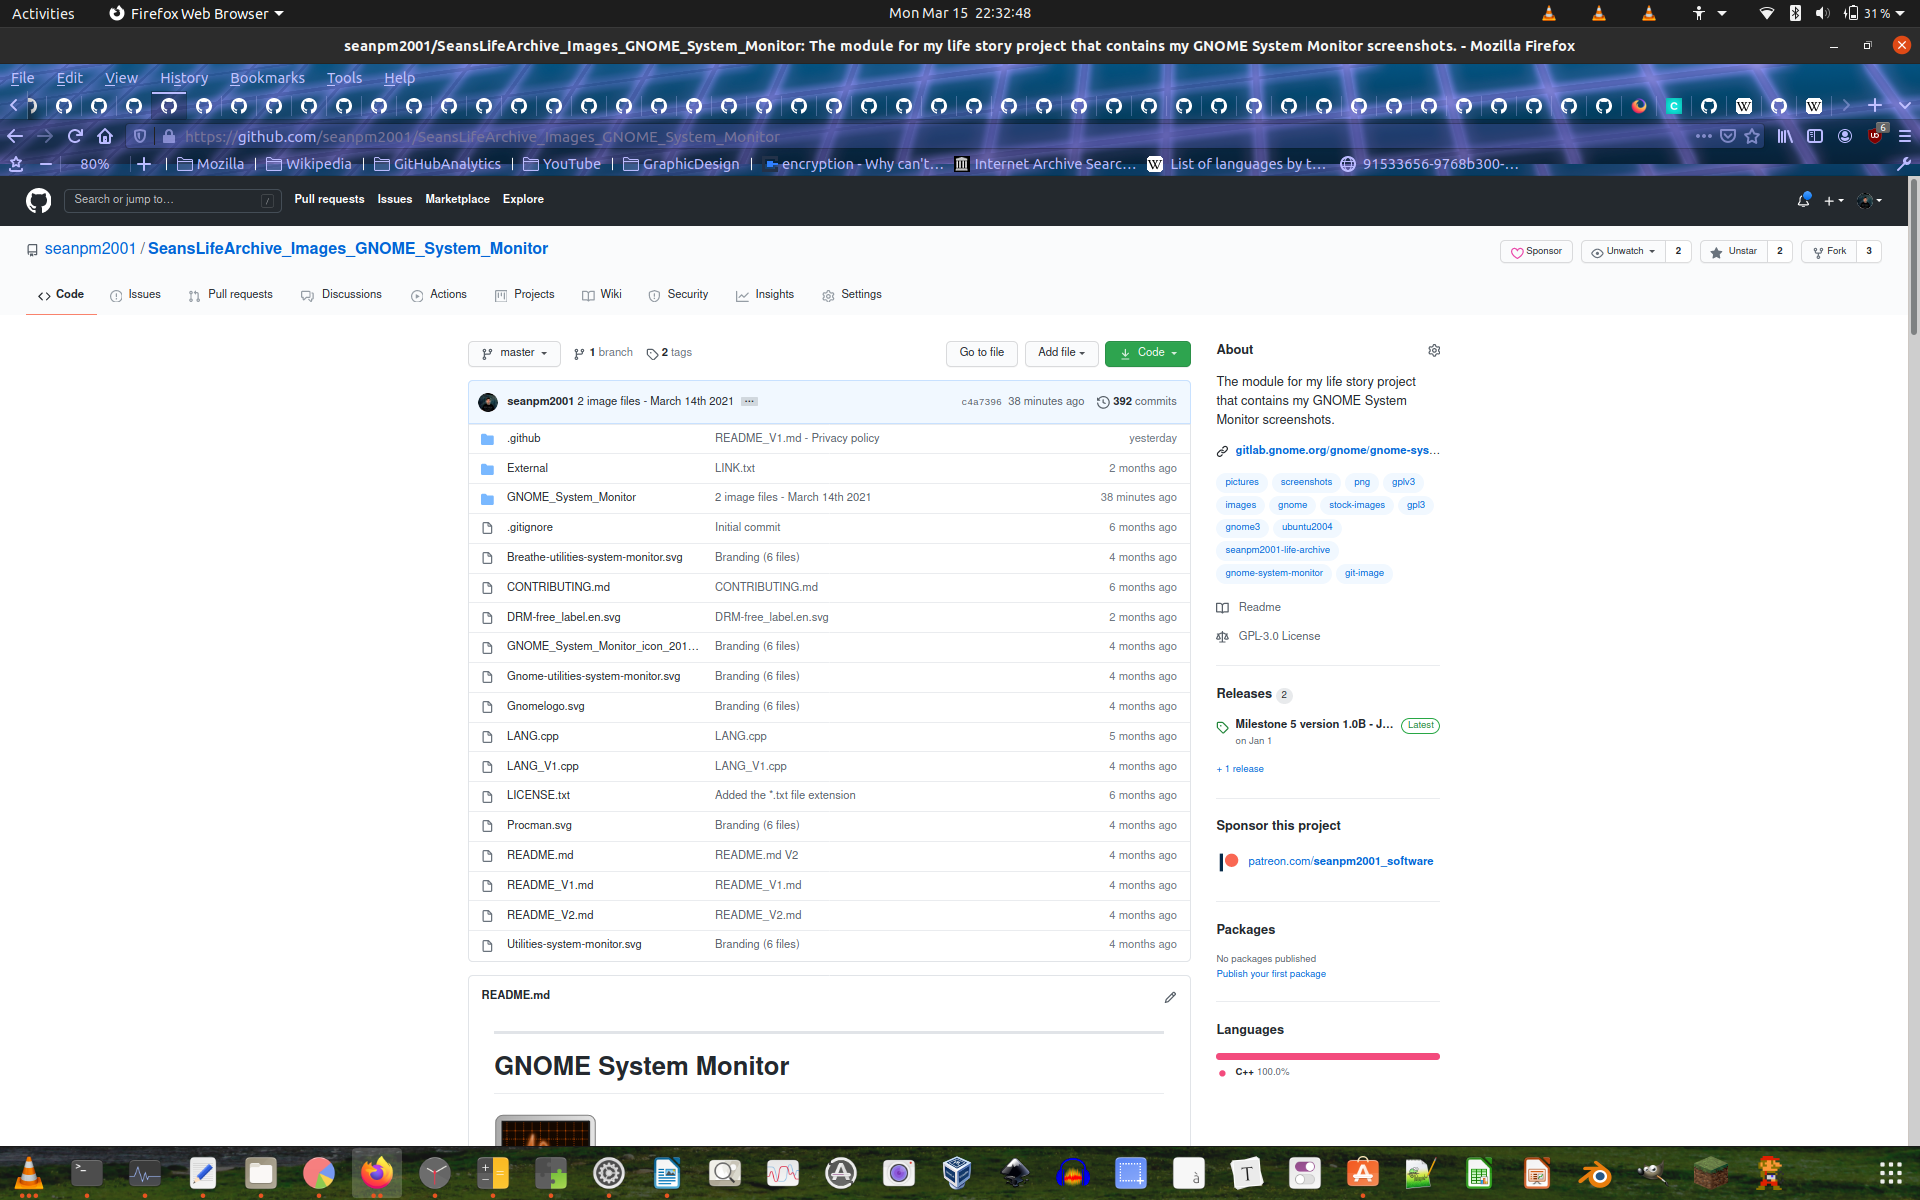 Activities Firefox Web Browser Mon Mar 15 22:32:48 31 %
seanpm2001/SeansLifeArchive_Images_GNOME_System_Monitor: The module for my life story project that contains my GNOME System Monitor screenshots. - Mozilla Firefox
File Edit View History Bookmarks Tools Help
https://github.com/seanpm2001/SeansLifeArchive_Images_GNOME_System_Monitor 6
80% Mozilla Wikipedia GitHubAnalytics YouTube GraphicDesign encryption - Why can't… Internet Archive Searc… List of languages by t… 91533656-9768b300-…
Search or jump to… / Pull requests Issues Marketplace Explore
seanpm2001 / SeansLifeArchive_Images_GNOME_System_Monitor Sponsor Unwatch 2 Unstar 2 Fork 3
Code Issues Pull requests Discussions Actions Projects Wiki Security Insights Settings
master 1 branch 2 tags Go to file Add file Code
seanpm2001 2 image files - March 14th 2021 … c4a7396 38 minutes ago 392 commits
.github README_V1.md - Privacy policy yesterday
External LINK.txt 2 months ago
GNOME_System_Monitor 2 image files - March 14th 2021 38 minutes ago
.gitignore Initial commit 6 months ago
Breathe-utilities-system-monitor.svg Branding (6 files) 4 months ago
CONTRIBUTING.md CONTRIBUTING.md 6 months ago
DRM-free_label.en.svg DRM-free_label.en.svg 2 months ago
GNOME_System_Monitor_icon_201… Branding (6 files) 4 months ago
Gnome-utilities-system-monitor.svg Branding (6 files) 4 months ago
Gnomelogo.svg Branding (6 files) 4 months ago
LANG.cpp LANG.cpp 5 months ago
LANG_V1.cpp LANG_V1.cpp 4 months ago
LICENSE.txt Added the *.txt file extension 6 months ago
Procman.svg Branding (6 files) 4 months ago
README.md README.md V2 4 months ago
README_V1.md README_V1.md 4 months ago
README_V2.md README_V2.md 4 months ago
Utilities-system-monitor.svg Branding (6 files) 4 months ago
README.md
GNOME System Monitor
About
The module for my life story project
that contains my GNOME System
Monitor screenshots.
gitlab.gnome.org/gnome/gnome-sys…
pictures screenshots png gplv3
images gnome stock-images gpl3
gnome3 ubuntu2004
seanpm2001-life-archive
gnome-system-monitor git-image
Readme
GPL-3.0 License
Releases 2
Milestone 5 version 1.0B - J… Latest
on Jan 1
+ 1 release
Sponsor this project
patreon.com/seanpm2001_software
Packages
No packages published
Publish your first package
Languages
C++ 100.0%